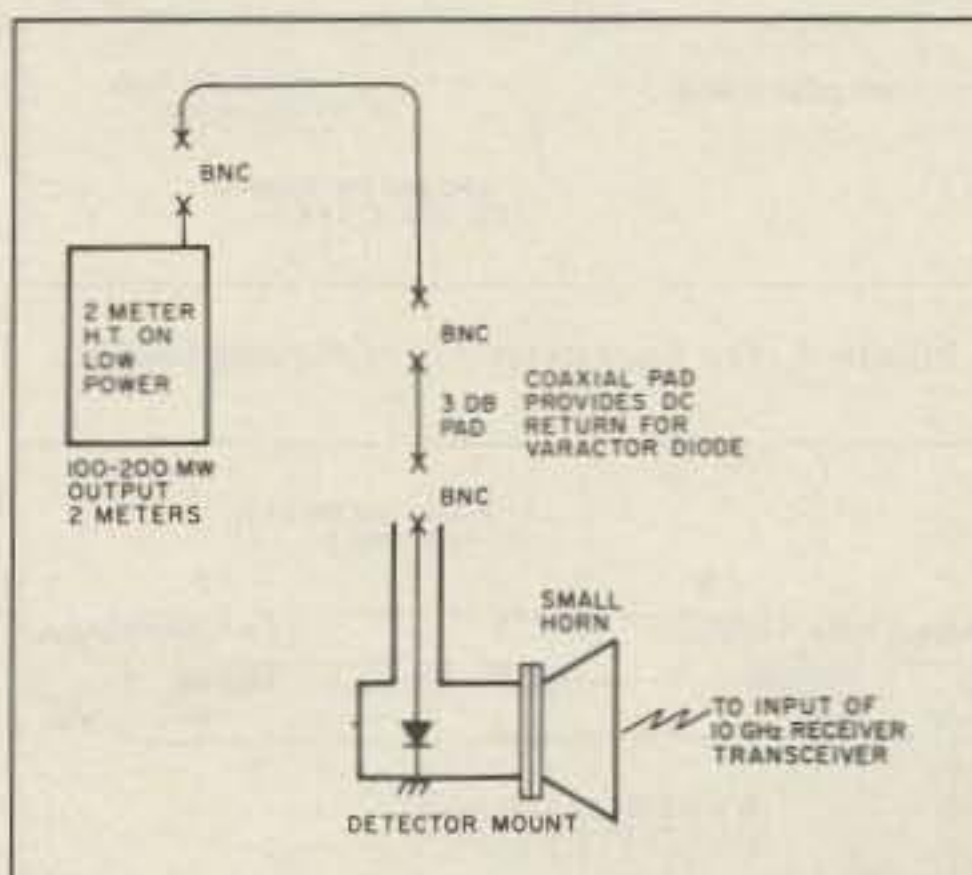 BNC
2 METER
H.T. ON
LOW
POWER
100-200 MW
OUTPUT
2 METERS
BNC
3 DB
PAD
COAXIAL PAD
PROVIDES DC
RETURN FOR
VARACTOR DIODE
BNC
SMALL
HORN
TO INPUT OF
10 GHz RECEIVER
TRANSCEIVER
DETECTOR MOUNT